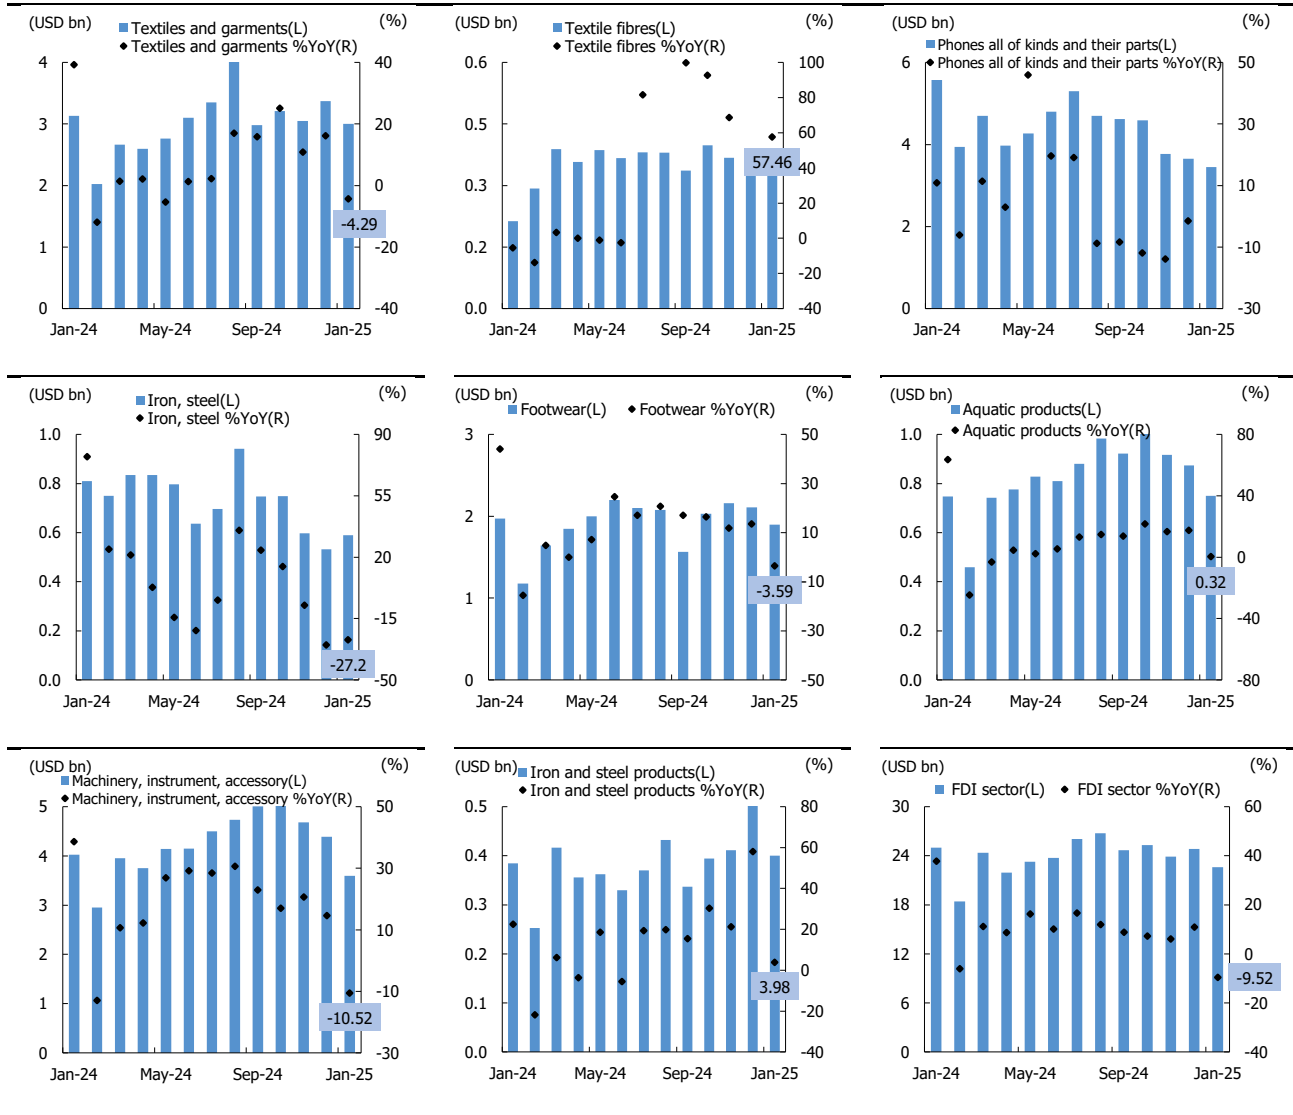 (USD bn)
(%)
Textiles and garments(L)
Textiles and garments %YoY(R)
4
3
2
1
0
40
20
0
-20
-40
-4.29
Jan-24
May-24
Sep-24
Jan-25
(USD bn)
(%)
Textile fibres(L)
Textile fibres %YoY(R)
0.6
0.5
0.3
0.2
0.0
100
80
60
40
20
0
-20
-40
57.46
Jan-24
May-24
Sep-24
Jan-25
(USD bn)
(%)
Phones all of kinds and their parts(L)
Phones all of kinds and their parts %YoY(R)
6
4
2
0
50
30
10
-10
-30
Jan-24
May-24
Sep-24
Jan-25
(USD bn)
(%)
Iron, steel(L)
Iron, steel %YoY(R)
1.0
0.8
0.6
0.4
0.2
0.0
90
55
20
-15
-50
-27.2
Jan-24
May-24
Sep-24
Jan-25
(USD bn)
(%)
Footwear(L)
Footwear %YoY(R)
3
2
1
0
50
30
10
-10
-30
-50
-3.59
Jan-24
May-24
Sep-24
Jan-25
(USD bn)
(%)
Aquatic products(L)
Aquatic products %YoY(R)
1.0
0.8
0.6
0.4
0.2
0.0
80
40
0
-40
-80
0.32
Jan-24
May-24
Sep-24
Jan-25
(USD bn)
(%)
Machinery, instrument, accessory(L)
Machinery, instrument, accessory %YoY(R)
5
4
3
2
1
0
50
30
10
-10
-30
-10.52
Jan-24
May-24
Sep-24
Jan-25
(USD bn)
(%)
Iron and steel products(L)
Iron and steel products %YoY(R)
0.5
0.4
0.3
0.2
0.1
0.0
80
60
40
20
0
-20
-40
3.98
Jan-24
May-24
Sep-24
Jan-25
(USD bn)
(%)
FDI sector(L)
FDI sector %YoY(R)
30
24
18
12
6
0
60
40
20
0
-20
-40
-9.52
Jan-24
May-24
Sep-24
Jan-25